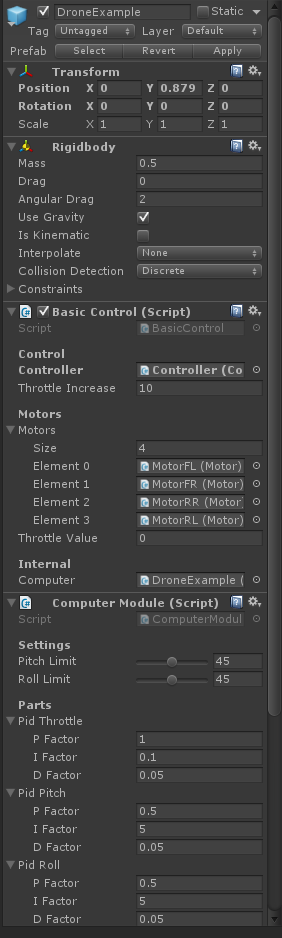 DroneExample Static
Tag Untagged Layer Default
Prefab Select Revert Apply
Transform
Position X 0 Y 0.879 Z 0
Rotation X 0 Y 0 Z 0
Scale X 1 Y 1 Z 1
Rigidbody
Mass 0.5
Drag 0
Angular Drag 2
Use Gravity
Is Kinematic
Interpolate None
Collision Detection Discrete
Constraints
Basic Control (Script)
Script BasicControl
Control
Controller Controller (Co
Throttle Increase 10
Motors
Motors
Size 4
Element 0 MotorFL (Motor)
Element 1 MotorFR (Motor)
Element 2 MotorRR (Motor
Element 3 MotorRL (Motor)
Throttle Value 0
Internal
Computer DroneExample (
Computer Module (Script)
Script ComputerModul
Settings
Pitch Limit 45
Roll Limit 45
Parts
Pid Throttle
P Factor 1
I Factor 0.1
D Factor 0.05
Pid Pitch
P Factor 0.5
I Factor 5
D Factor 0.05
Pid Roll
P Factor 0.5
I Factor 5
D Factor 0.05